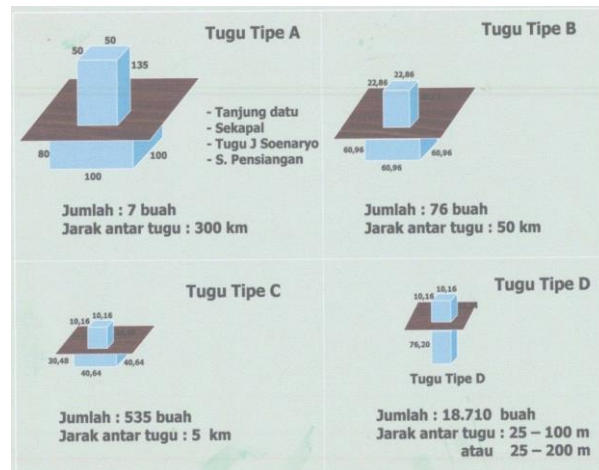 Tugu Tipe A
50
50
135
80
100
100
- Tanjung datu
- Sekapal
- Tugu J Soenaryo
- S. Pensiangan
Jumlah : 7 buah
Jarak antar tugu : 300 km
Tugu Tipe B
22,86
22,86
60,96
60,96
60,96
Jumlah : 76 buah
Jarak antar tugu : 50 km
Tugu Tipe C
10,16
10,16
30,48
40,64
40,64
Jumlah : 535 buah
Jarak antar tugu : 5 km
Tugu Tipe D
10,16
10,16
76,20
Tugu Tipe D
Jumlah : 18.710 buah
Jarak antar tugu : 25 – 100 m
atau 25 – 200 m